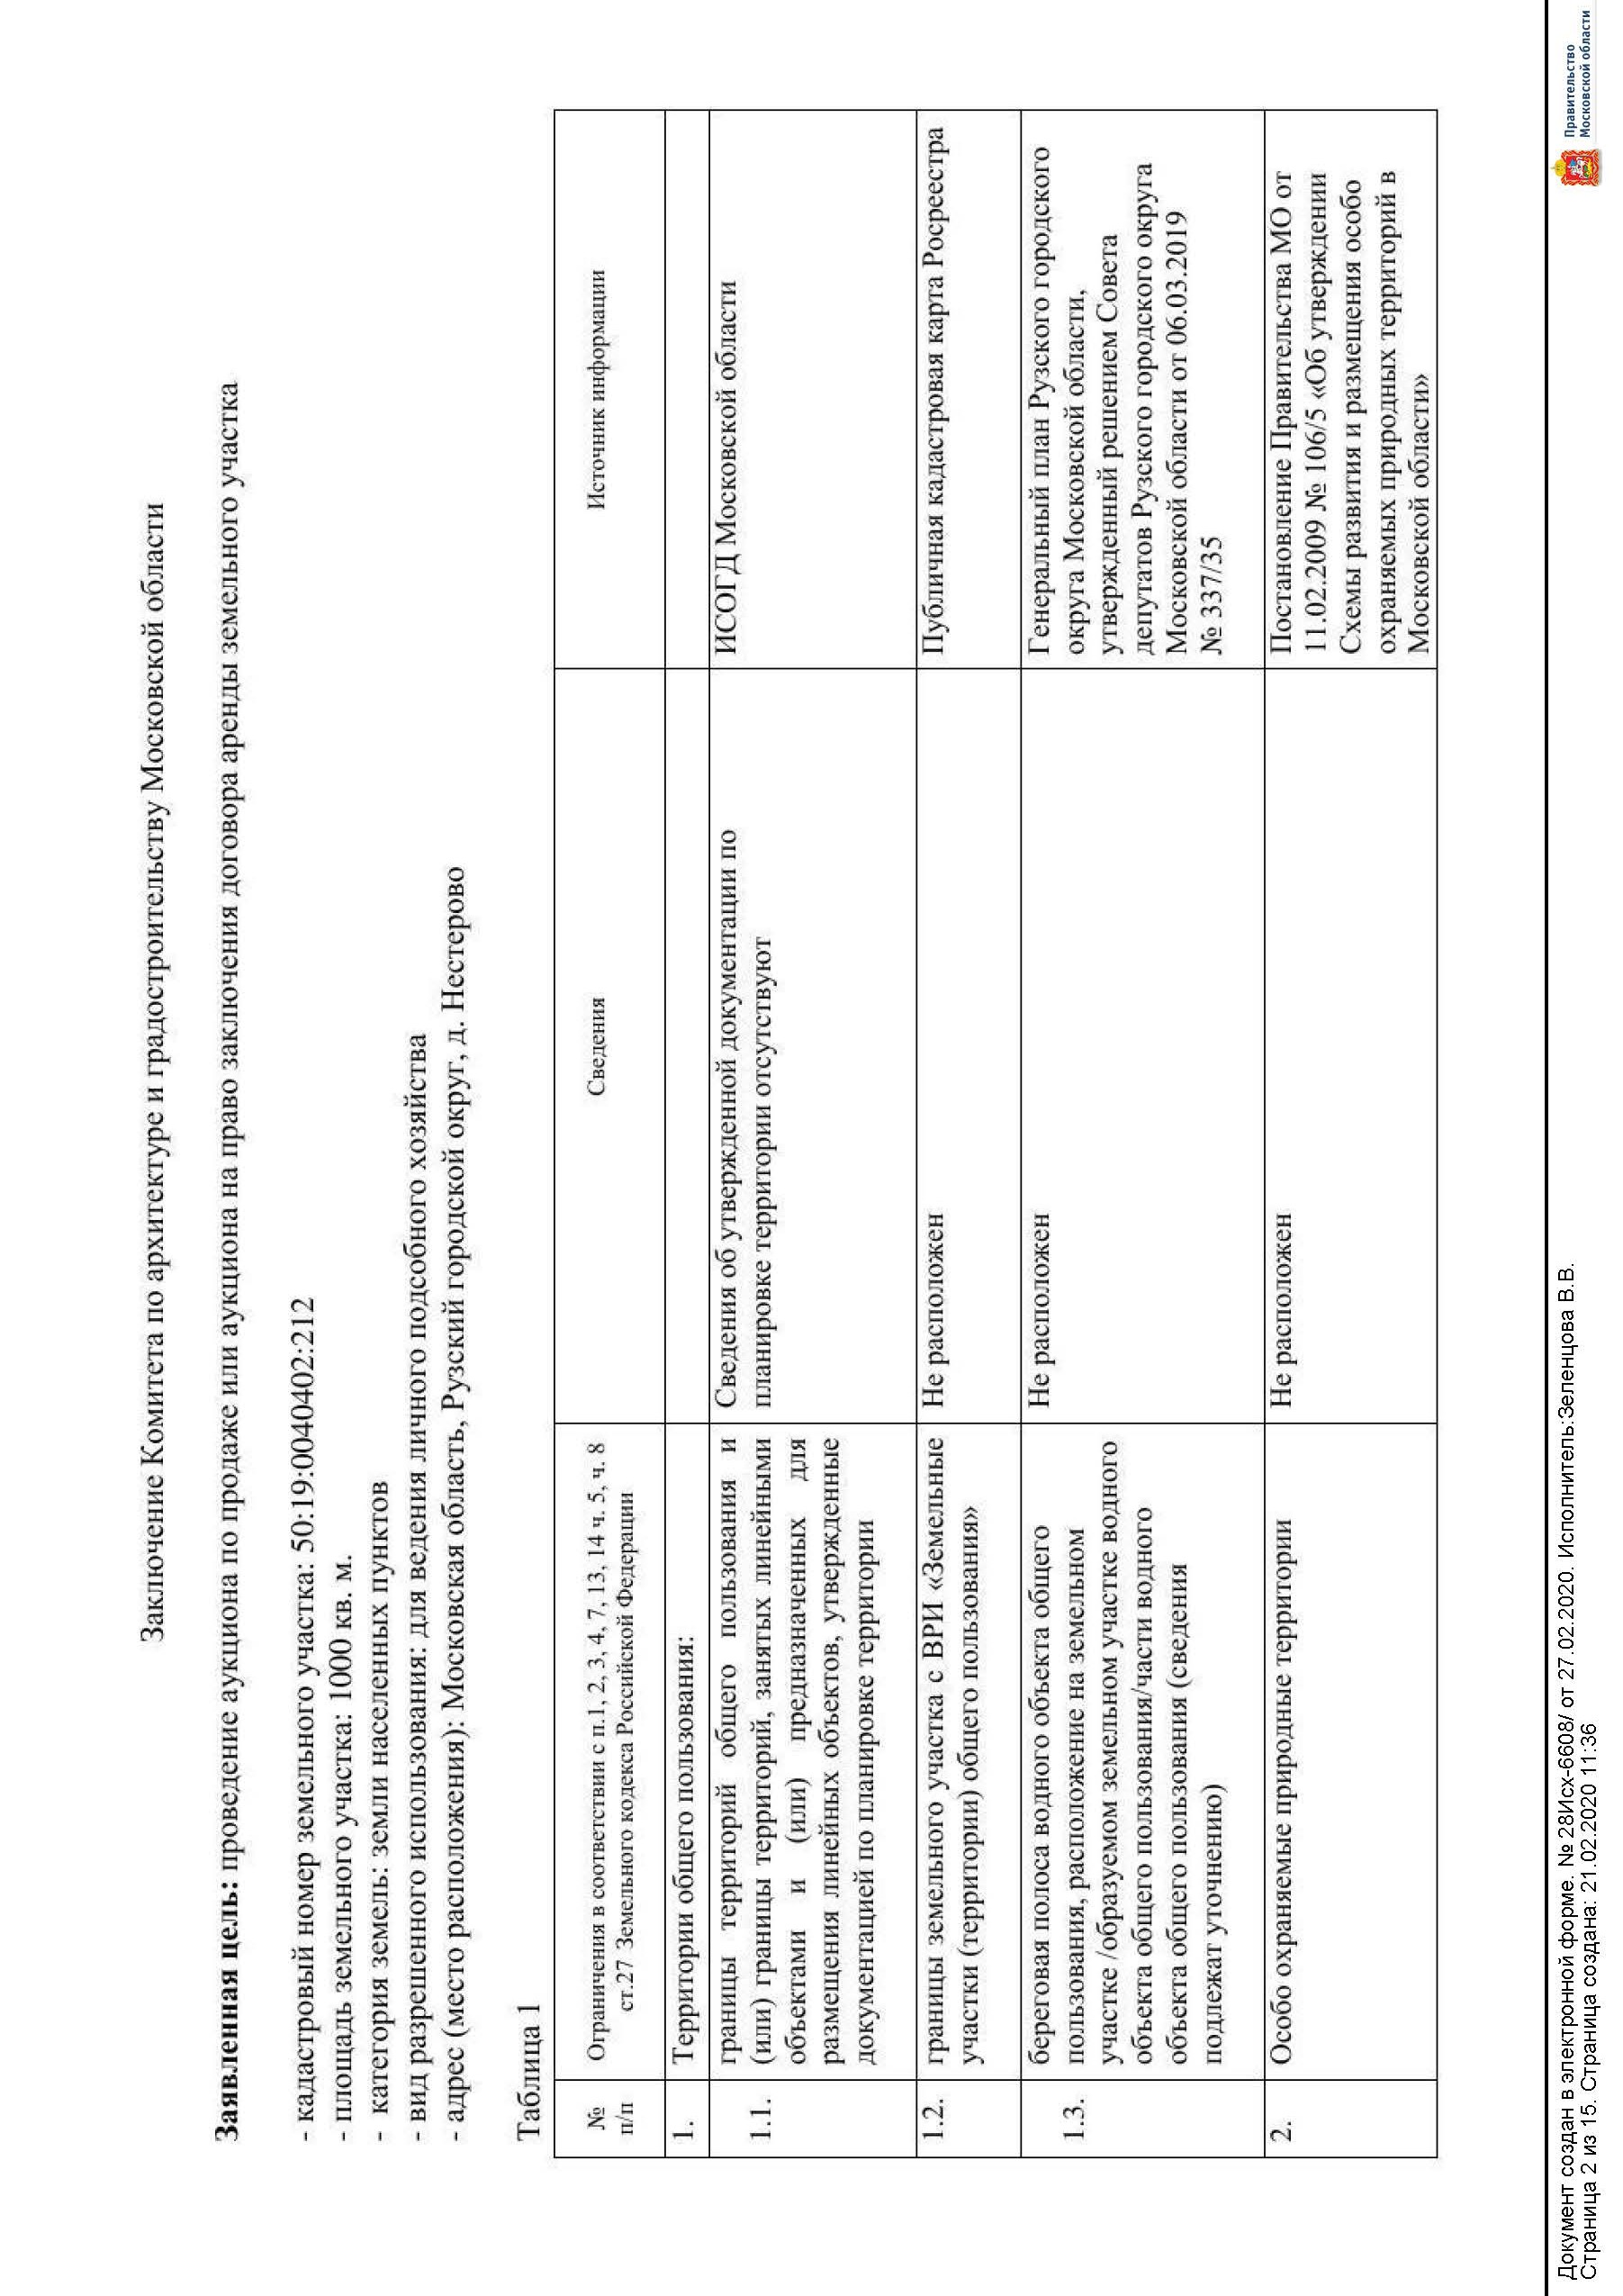 Заключение Комитета по архитектуре и градостроительству Московской области
Заявленная цель: проведение аукциона по продаже или аукциона на право заключения договора аренды земельного участка
- кадастровый номер земельного участка: 50:19:0040402:212
- площадь земельного участка: 1000 кв. м.
- категория земель: земли населенных пунктов
- вид разрешенного использования: для ведения личного подсобного хозяйства
- адрес (место расположения): Московская область, Рузский городской округ, д. Нестерово
Таблица 1
№
п/п
Ограничения в соответствии с п.1, 2, 3, 4, 7, 13, 14 ч. 5, ч. 8
ст.27 Земельного кодекса Российской Федерации
Сведения
Источник информации
1.
Территории общего пользования:
1.1.
границы территорий общего пользования и
(или) границы территорий, занятых линейными
объектами и (или) предназначенных для
размещения линейных объектов, утвержденные
документацией по планировке территории
Сведения об утвержденной документации по
планировке территории отсутствуют
ИСОГД Московской области
1.2.
границы земельного участка с ВРИ «Земельные
участки (территории) общего пользования»
Не расположен
Публичная кадастровая карта Росреестра
1.3.
береговая полоса водного объекта общего
пользования, расположение на земельном
участке /образуемом земельном участке водного
объекта общего пользования/части водного
объекта общего пользования (сведения
подлежат уточнению)
Не расположен
Генеральный план Рузского городского
округа Московской области,
утвержденный решением Совета
депутатов Рузского городского округа
Московской области от 06.03.2019
№ 337/35
2.
Особо охраняемые природные территории
Не расположен
Постановление Правительства МО от
11.02.2009 № 106/5 «Об утверждении
Схемы развития и размещения особо
охраняемых природных территорий в
Московской области»
Документ создан в электронной форме. № 28Исх-6608/ от 27.02.2020. Исполнитель:Зеленцова В.В.
Страница 2 из 15. Страница создана: 21.02.2020 11:36
Правительство
Московской области